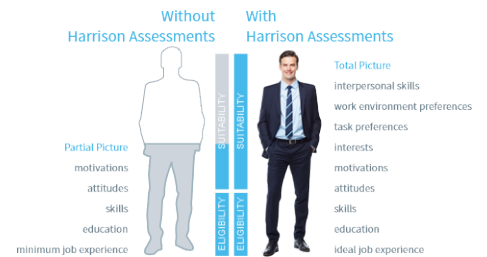 Without
Harrison Assessments
With
Harrison Assessments
Partial Picture
motivations
attitudes
skills
education
minimum job experience
SUITABILITY
ELIGIBILITY
SUITABILITY
ELIGIBILITY
Total Picture
interpersonal skills
work environment preferences
task preferences
interests
motivations
attitudes
skills
education
ideal job experience